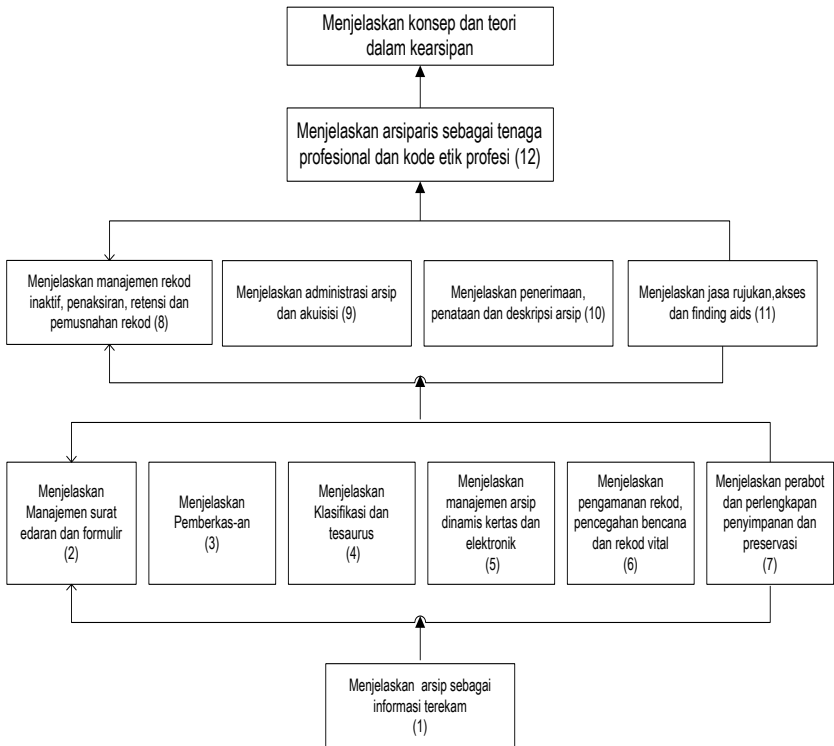 Menjelaskan konsep dan teori
dalam kearsipan
Menjelaskan arsiparis sebagai tenaga
profesional dan kode etik profesi (12)
Menjelaskan manajemen rekod
inaktif, penaksiran, retensi dan
pemusnahan rekod (8)
Menjelaskan administrasi arsip
dan akuisisi (9)
Menjelaskan penerimaan,
penataan dan deskripsi arsip (10)
Menjelaskan jasa rujukan,akses
dan finding aids (11)
Menjelaskan
Manajemen surat
edaran dan formulir
(2)
Menjelaskan
Pemberkas-an
(3)
Menjelaskan
Klasifikasi dan
tesaurus
(4)
Menjelaskan
manajemen arsip
dinamis kertas dan
elektronik
(5)
Menjelaskan
pengamanan rekod,
pencegahan bencana
dan rekod vital
(6)
Menjelaskan perabot
dan perlengkapan
penyimpanan dan
preservasi
(7)
Menjelaskan arsip sebagai
informasi terekam
(1)